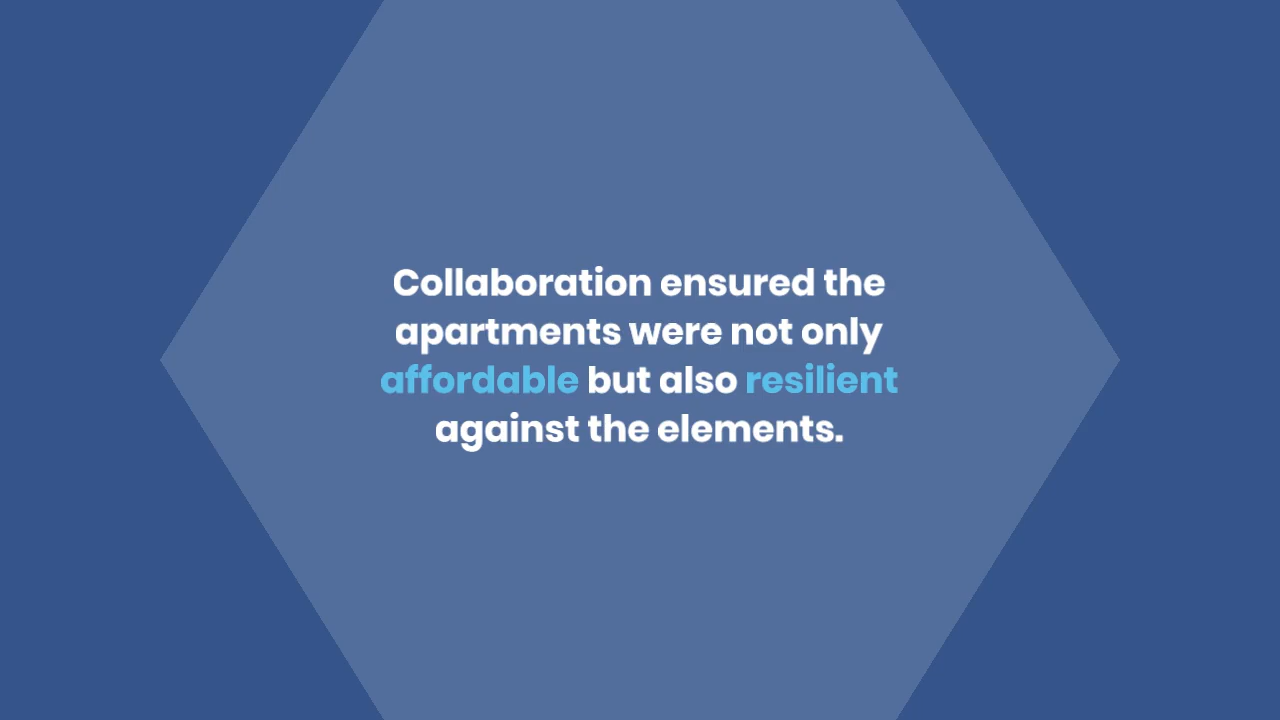 Collaboration ensured the
apartments were not only
affordable but also resilient
against the elements.